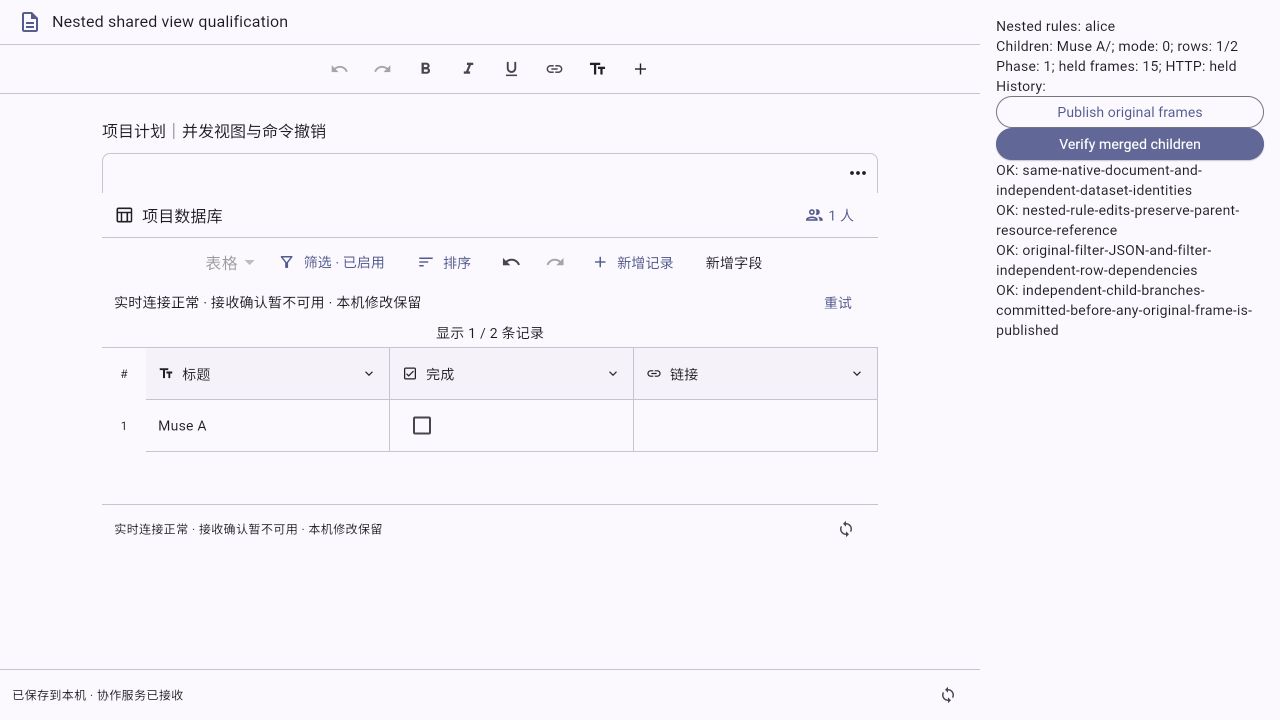 Nested shared view qualification
B I U Tr +
项目计划｜并发视图与命令撤销
项目数据库
1 人
表格
筛选 · 已启用
排序
新增记录
新增字段
实时连接正常 · 接收确认暂不可用 · 本机修改保留
重试
显示 1 / 2 条记录
# Tr 标题 完成 链接
1 Muse A
实时连接正常 · 接收确认暂不可用 · 本机修改保留
已保存到本机 · 协作服务已接收
Nested rules: alice
Children: Muse A/; mode: 0; rows: 1/2
Phase: 1; held frames: 15; HTTP: held
History:
Publish original frames
Verify merged children
OK: same-native-document-and-
independent-dataset-identities
OK: nested-rule-edits-preserve-parent-
resource-reference
OK: original-filter-JSON-and-filter-
independent-row-dependencies
OK: independent-child-branches-
committed-before-any-original-frame-is-
published